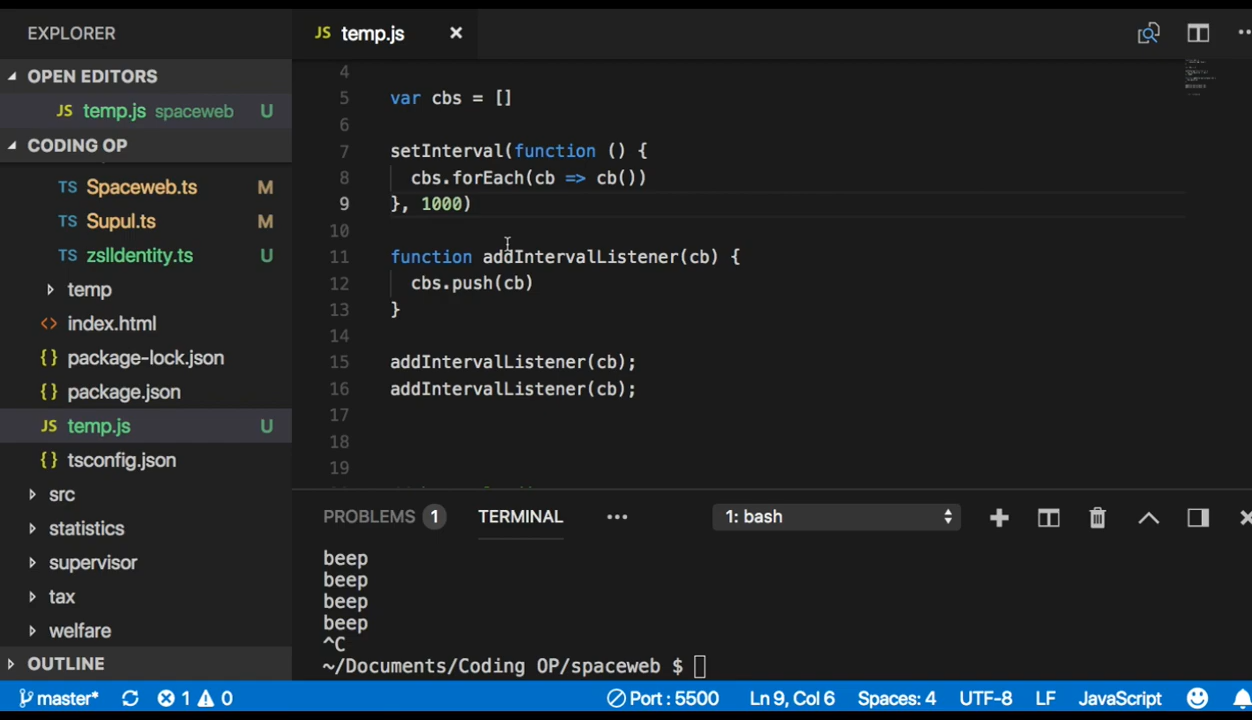 EXPLORER
OPEN EDITORS
JS temp.js spaceweb U
CODING OP
TS Spaceweb.ts M
TS Supul.ts M
TS zslIdentity.ts U
temp
<> index.html
{} package-lock.json
{} package.json
JS temp.js U
{} tsconfig.json
src
statistics
supervisor
tax
welfare
OUTLINE
JS temp.js ×
4
5 var cbs = []
6
7 setInterval(function () {
8 cbs.forEach(cb => cb())
9 }, 1000)
10
11 function addIntervalListener(cb) {
12 cbs.push(cb)
13 }
14
15 addIntervalListener(cb);
16 addIntervalListener(cb);
17
18
19
PROBLEMS 1 TERMINAL ••• 1: bash
beep
beep
beep
beep
^C
~/Documents/Coding OP/spaceweb $
master* 1 0 Port : 5500 Ln 9, Col 6 Spaces: 4 UTF-8 LF JavaScript